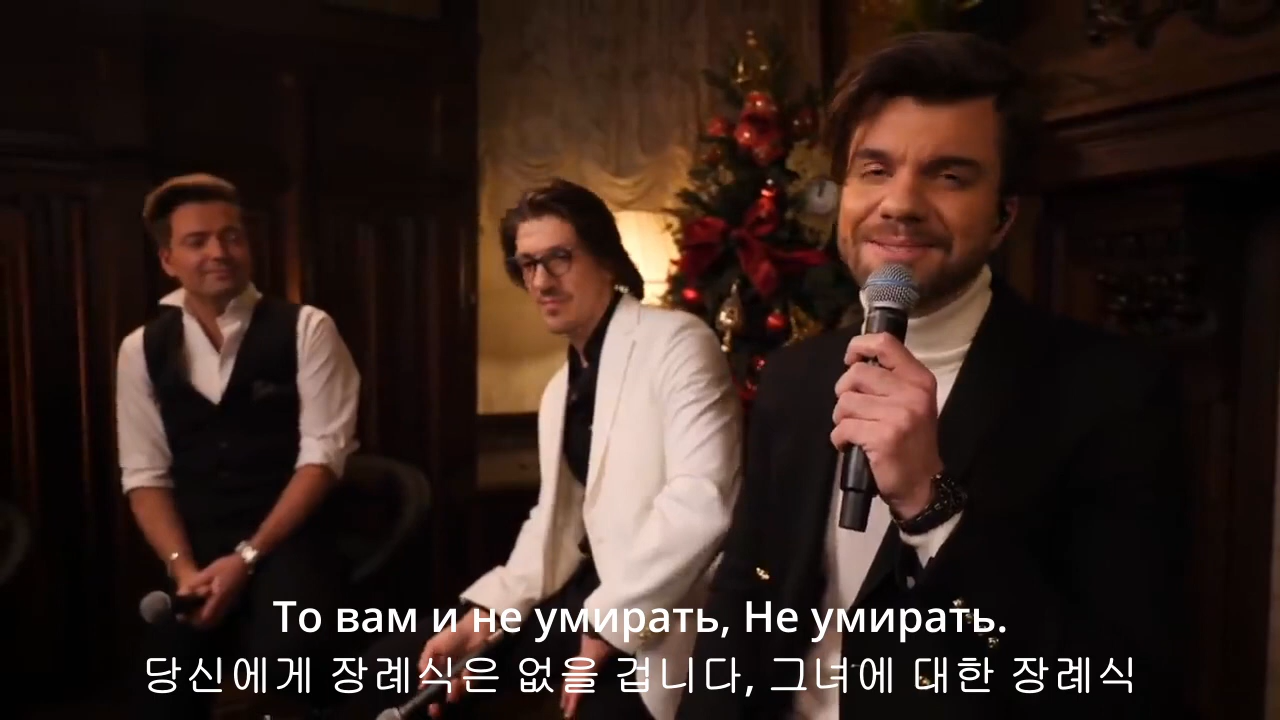 То вам и не умирать, Не умирать.
당신에게 장례식은 없을 겁니다, 그녀에 대한 장례식